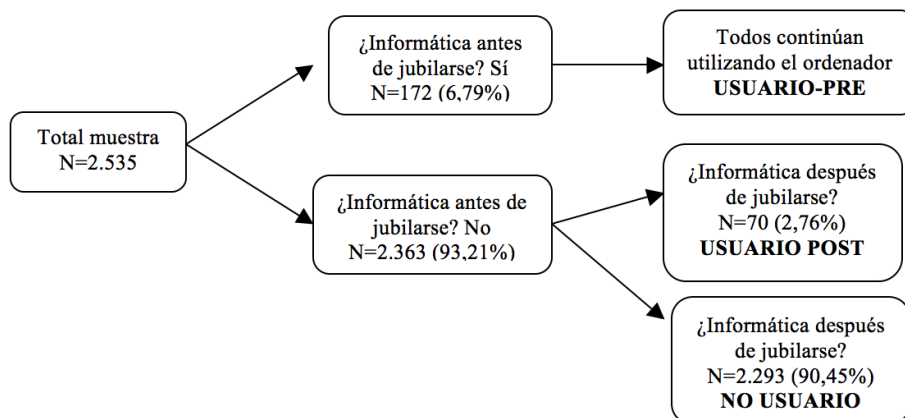 Total muestra
N=2.535
¿Informática antes
de jubilarse? Sí
N=172 (6,79%)
Todos continúan
utilizando el ordenador
USUARIO-PRE
¿Informática antes de
jubilarse? No
N=2.363 (93,21%)
¿Informática después
de jubilarse?
N=70 (2,76%)
USUARIO POST
¿Informática después
de jubilarse?
N=2.293 (90,45%)
NO USUARIO